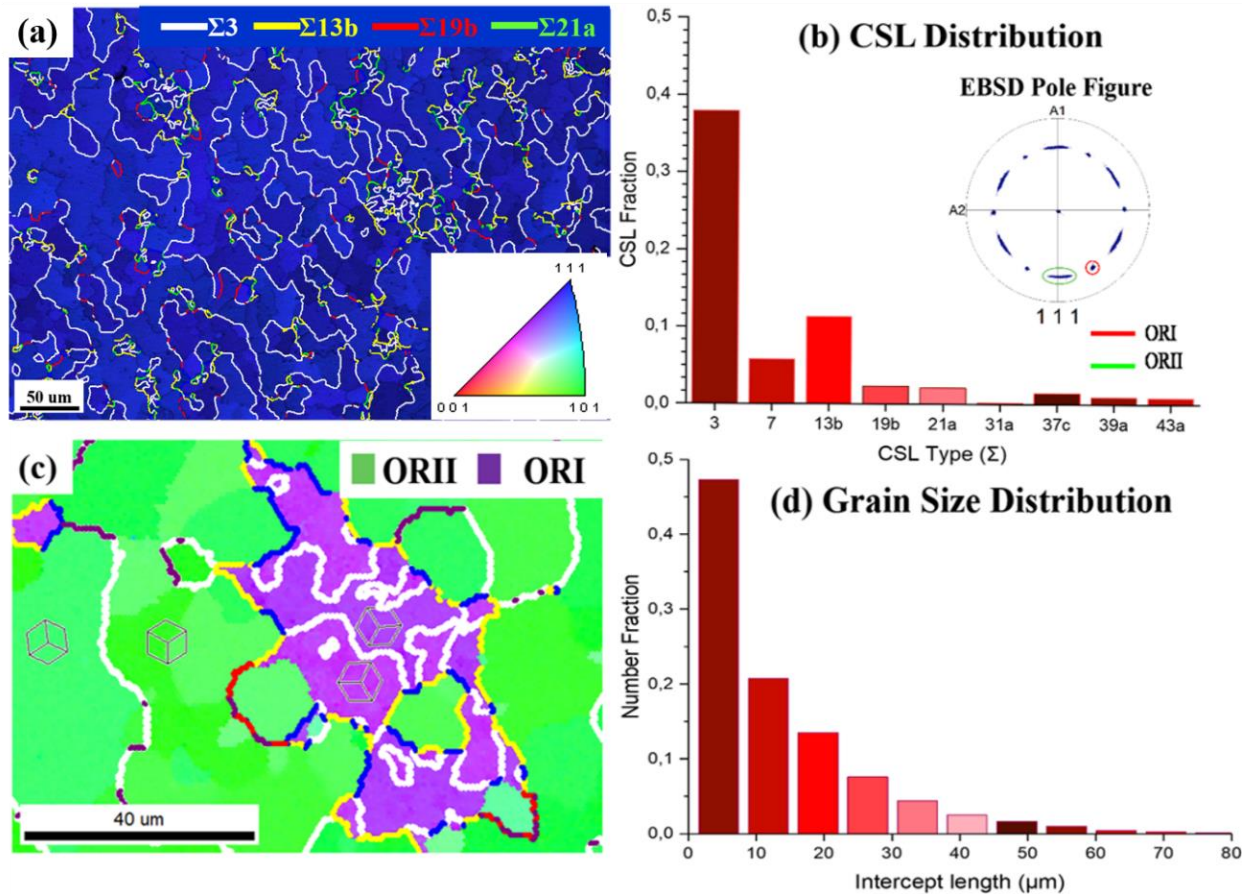 (a)
Σ3 Σ13b Σ19b Σ21a
50 um
1 1 1
0 0 1
1 0 1
(b) CSL Distribution
EBSD Pole Figure
A1
A2
1 1 1
ORI
ORII
CSL Fraction
0,5
0,4
0,3
0,2
0,1
0,0
3 7 13b 19b 21a 31a 37c 39a 43a
CSL Type (Σ)
(c)
ORII ORI
40 um
(d) Grain Size Distribution
Number Fraction
0,5
0,4
0,3
0,2
0,1
0,0
0 10 20 30 40 50 60 70 80
Intercept length (μm)